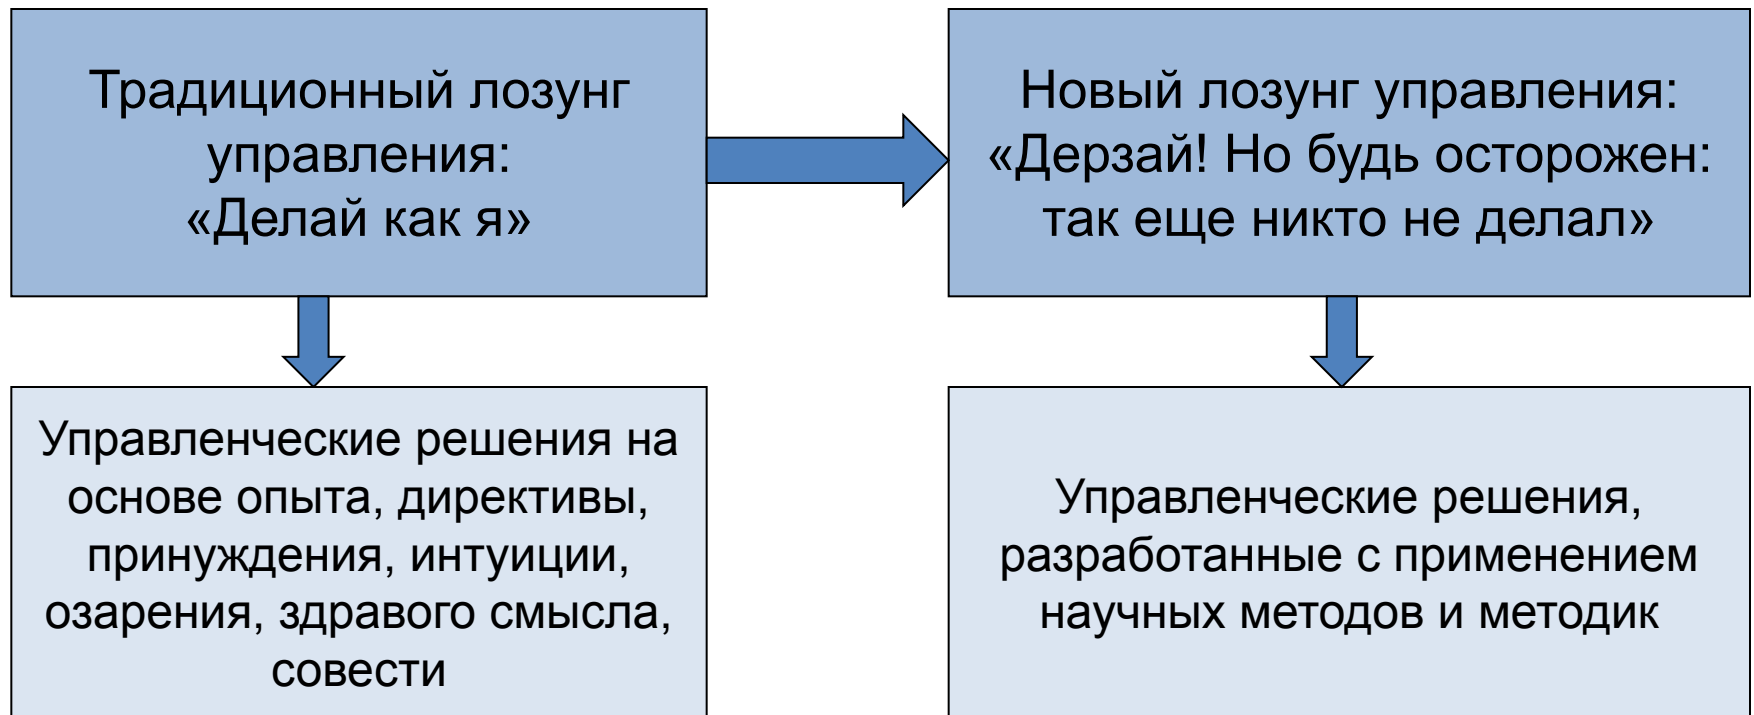 Традиционный лозунг
управления:
«Делай как я»
Новый лозунг управления:
«Дерзай! Но будь осторожен:
так еще никто не делал»
Управленческие решения на
основе опыта, директивы,
принуждения, интуиции,
озарения, здравого смысла,
совести
Управленческие решения,
разработанные с применением
научных методов и методик